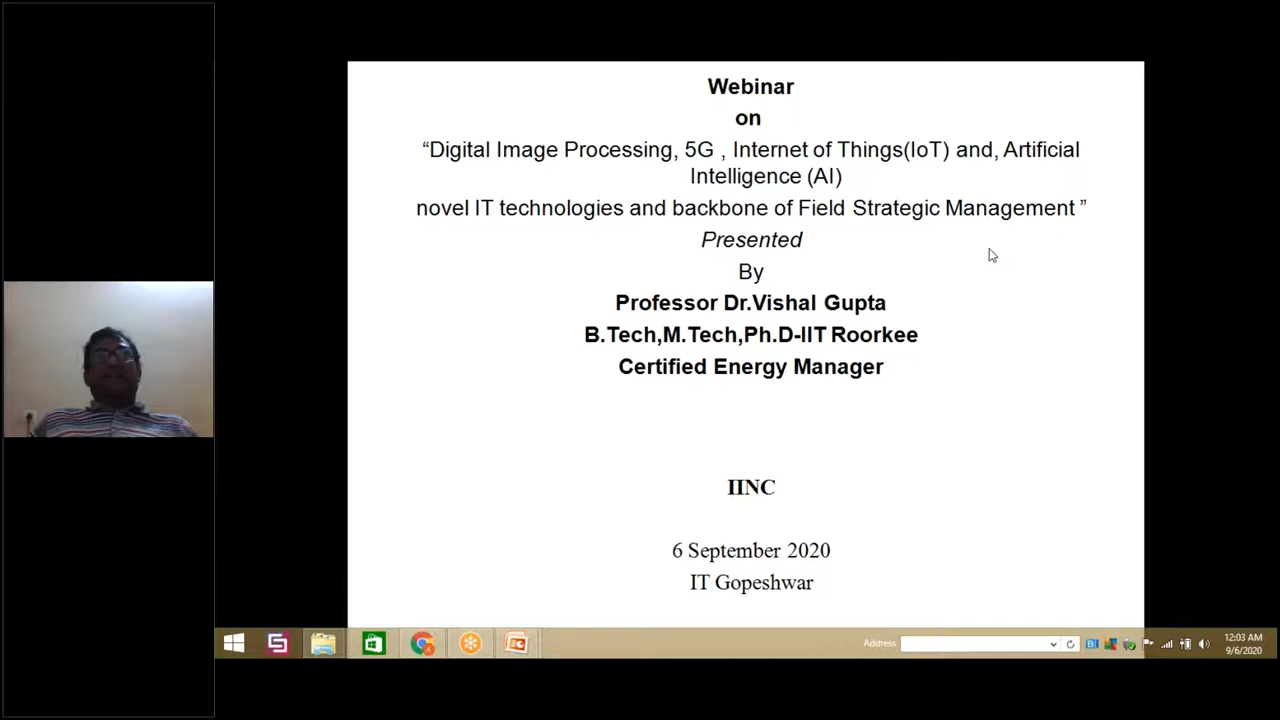 Webinar
on
“Digital Image Processing, 5G , Internet of Things(IoT) and, Artificial
Intelligence (AI)
novel IT technologies and backbone of Field Strategic Management ”
Presented
By
Professor Dr.Vishal Gupta
B.Tech,M.Tech,Ph.D-IIT Roorkee
Certified Energy Manager
IINC
6 September 2020
IT Gopeshwar
Address
12:03 AM
9/6/2020